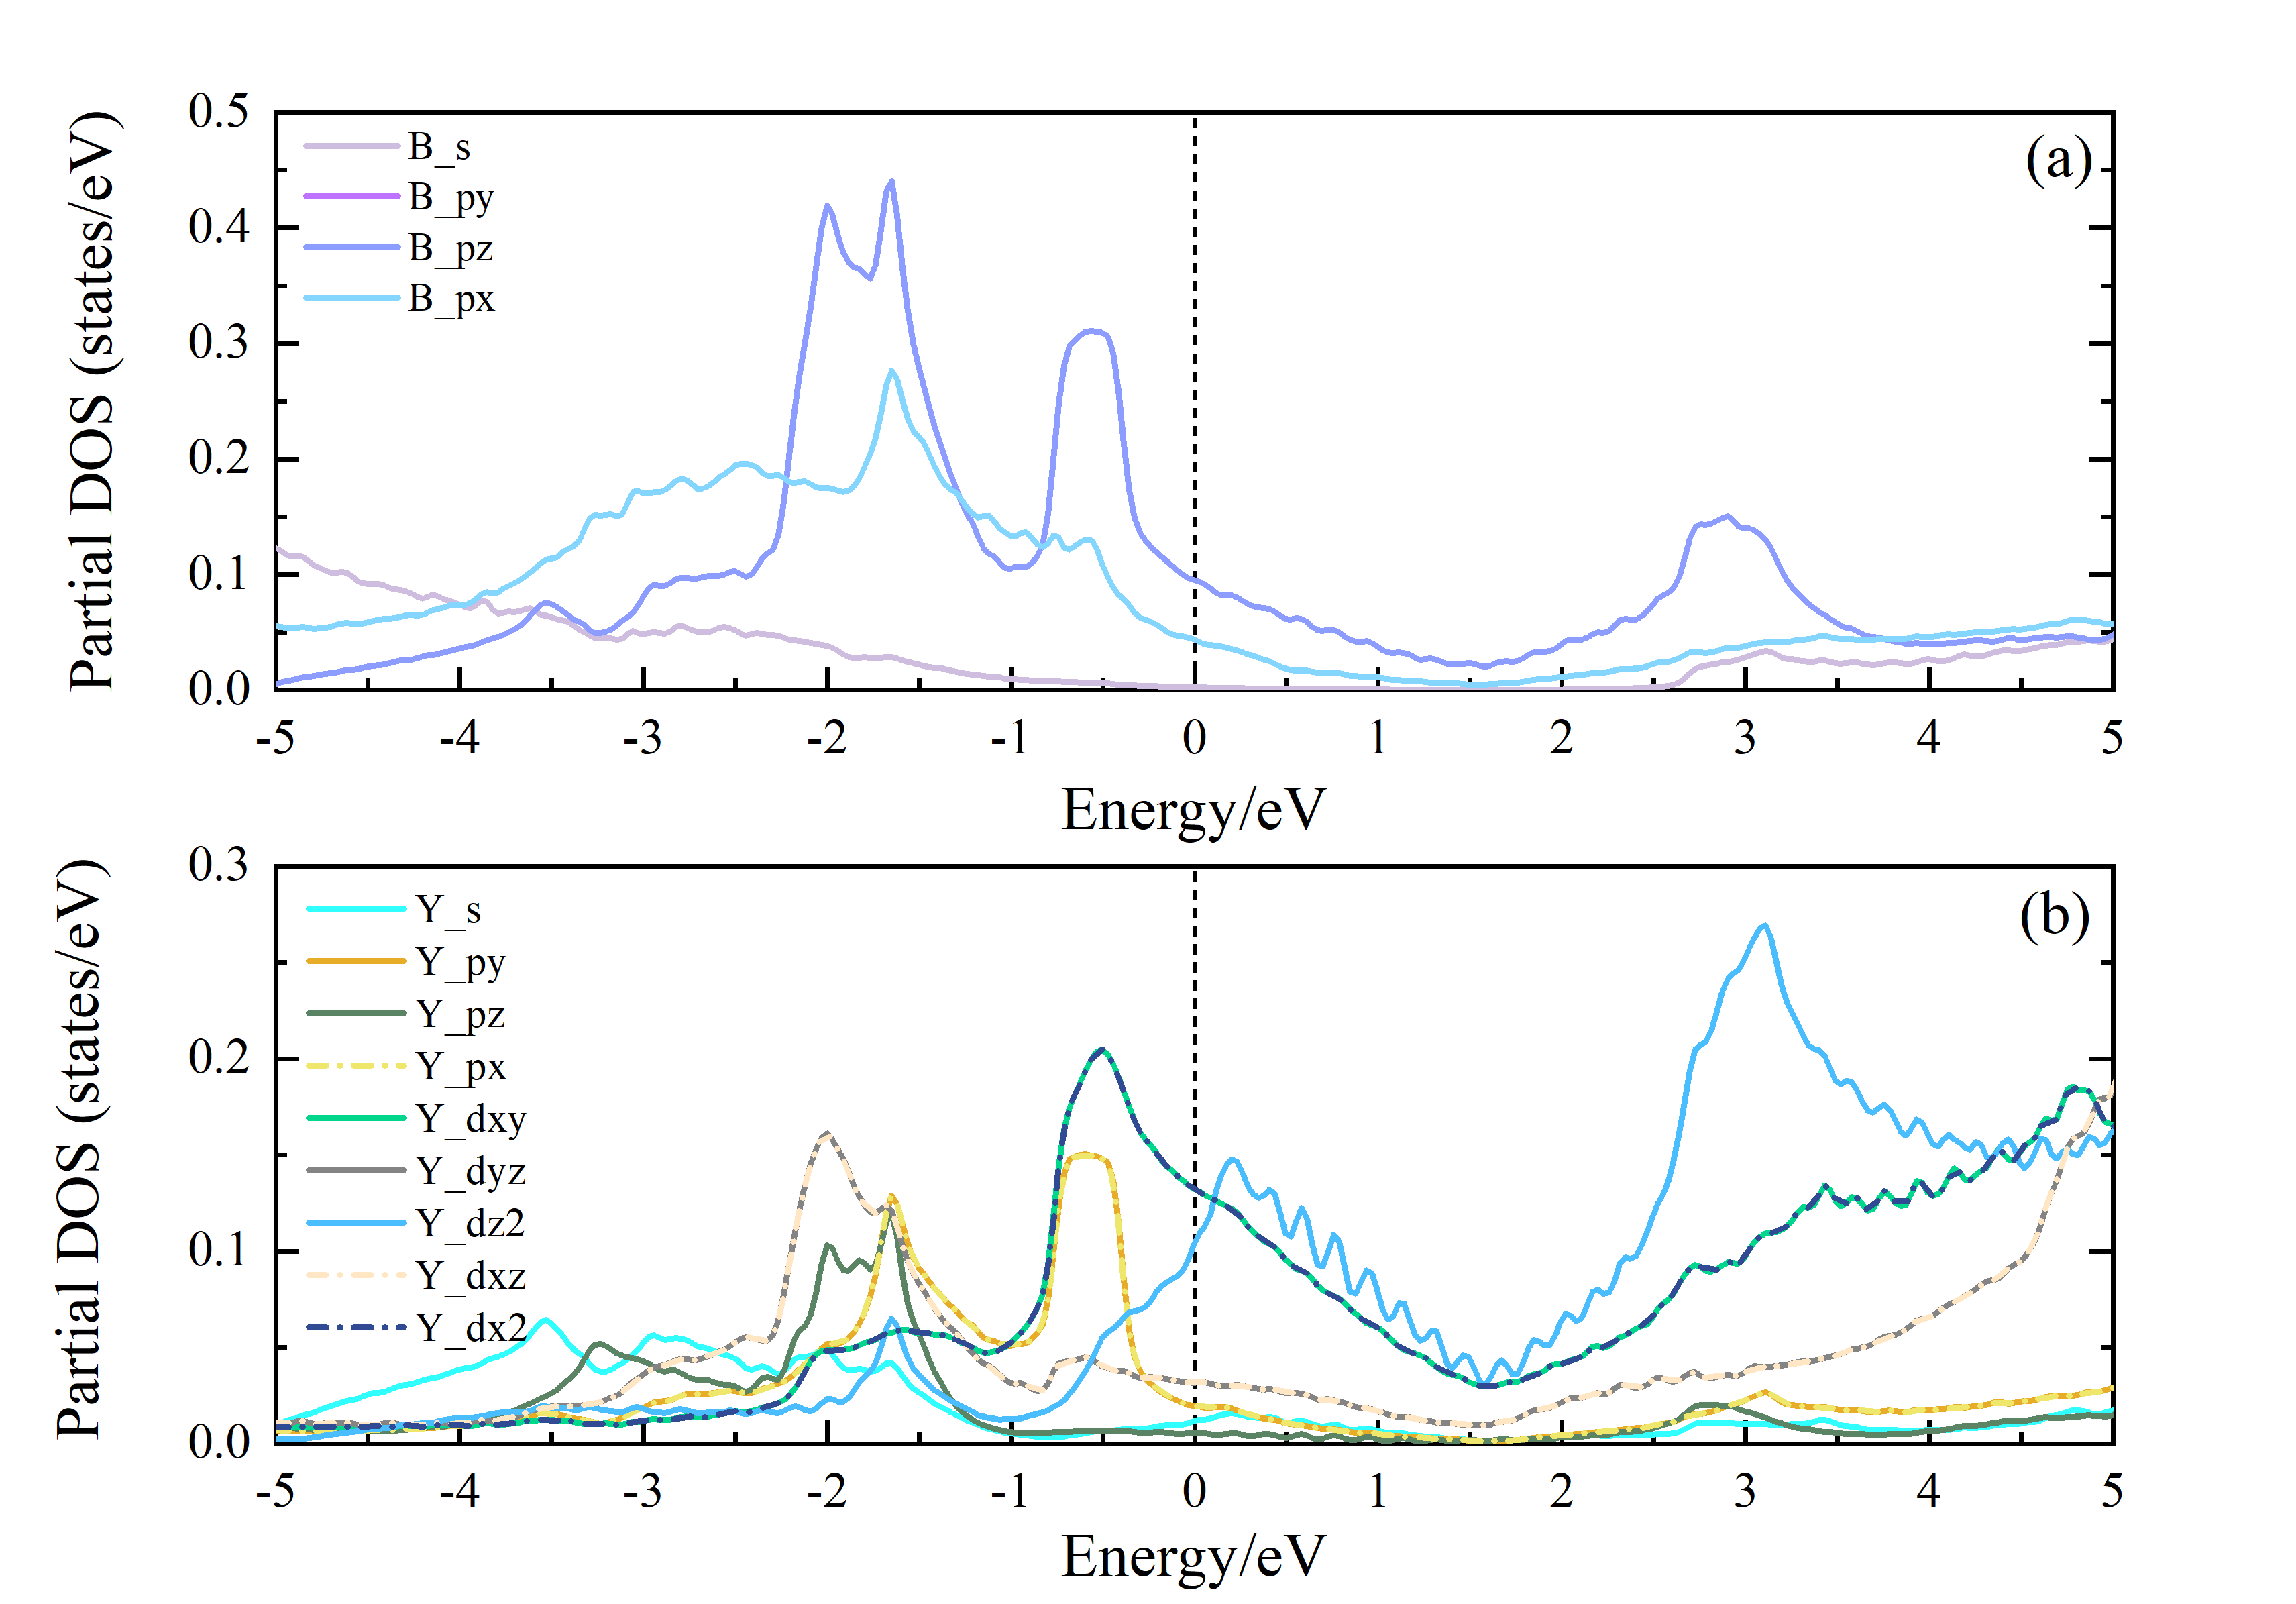 Partial DOS (states/eV)
0.5
0.4
0.3
0.2
0.1
0.0
B_s
B_py
B_pz
B_px
(a)
-5 -4 -3 -2 -1 0 1 2 3 4 5
Energy/eV
Partial DOS (states/eV)
0.3
0.2
0.1
0.0
Y_s
Y_py
Y_pz
Y_px
Y_dxy
Y_dyz
Y_dz2
Y_dxz
Y_dx2
(b)
-5 -4 -3 -2 -1 0 1 2 3 4 5
Energy/eV